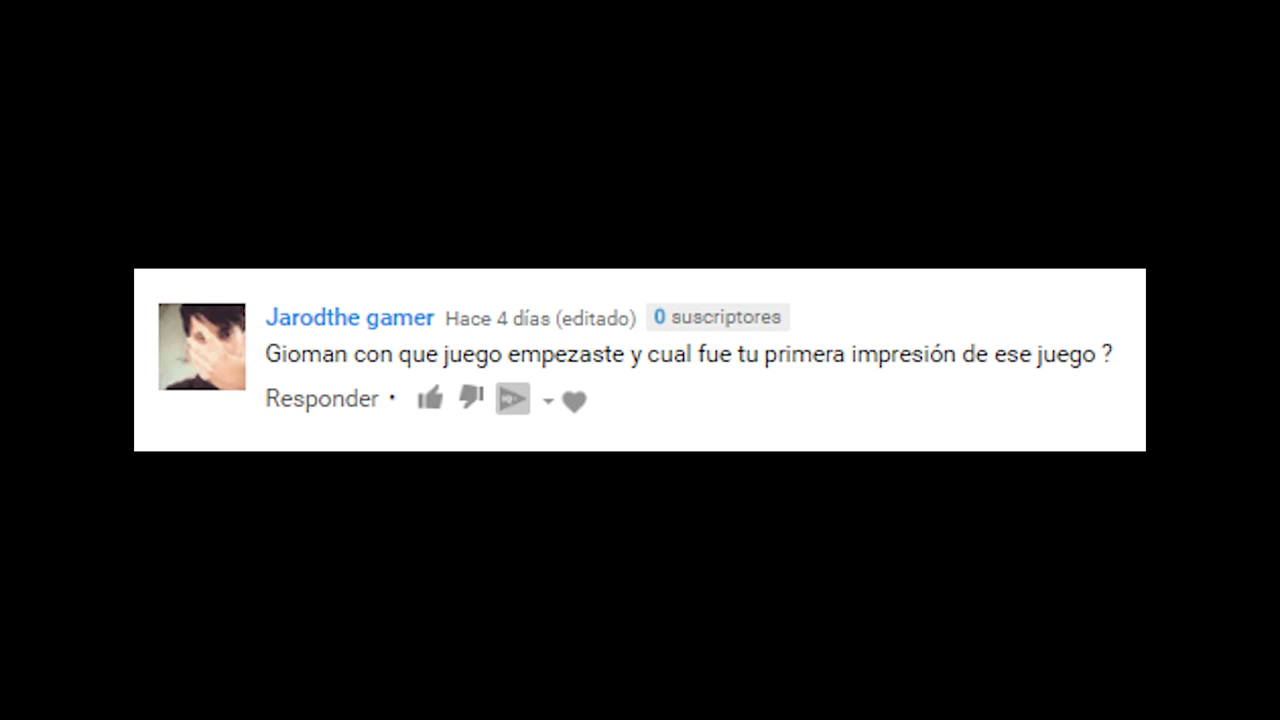 Jarodthe gamer Hace 4 días (editado) 0 suscriptores
Gioman con que juego empezaste y cual fue tu primera impresión de ese juego ?
Responder ·